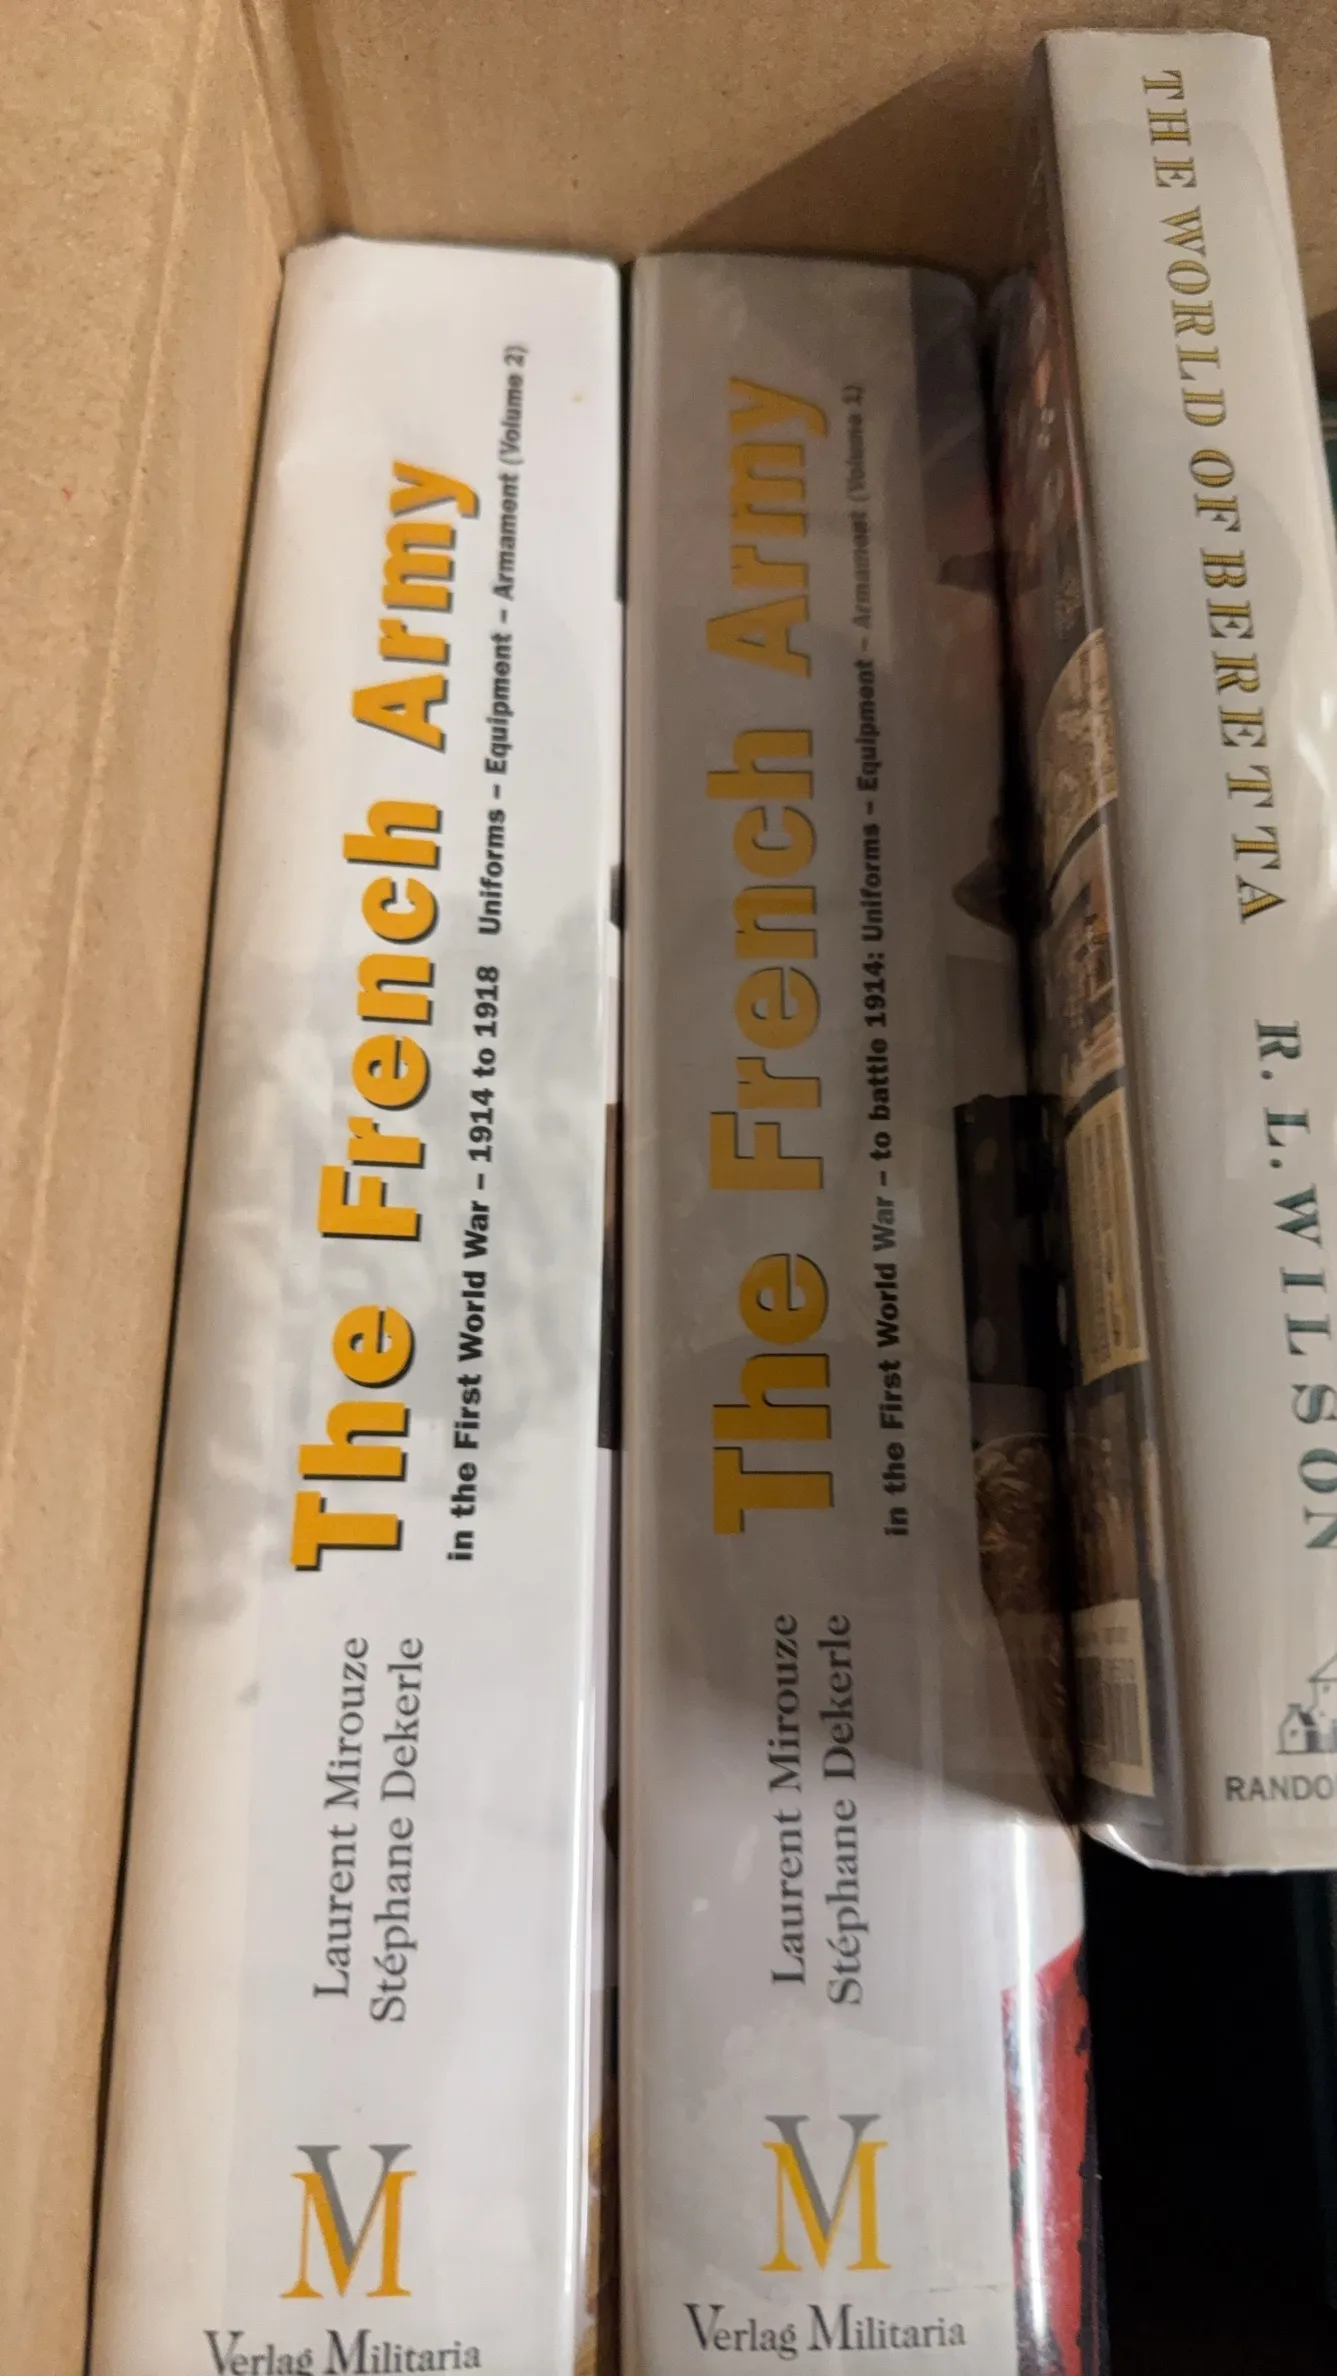 The French Army
in the First World War – 1914 to 1918 Uniforms – Equipment – Armament (Volume 2)
Laurent Mirouze
Stéphane Dekerle
VM
Verlag Militaria
The French Army
in the First World War – to battle 1914: Uniforms – Equipment – Armament (Volume 1)
Laurent Mirouze
Stéphane Dekerle
VM
Verlag Militaria
THE WORLD OF BERETTA
R. L. WILSON
RANDO